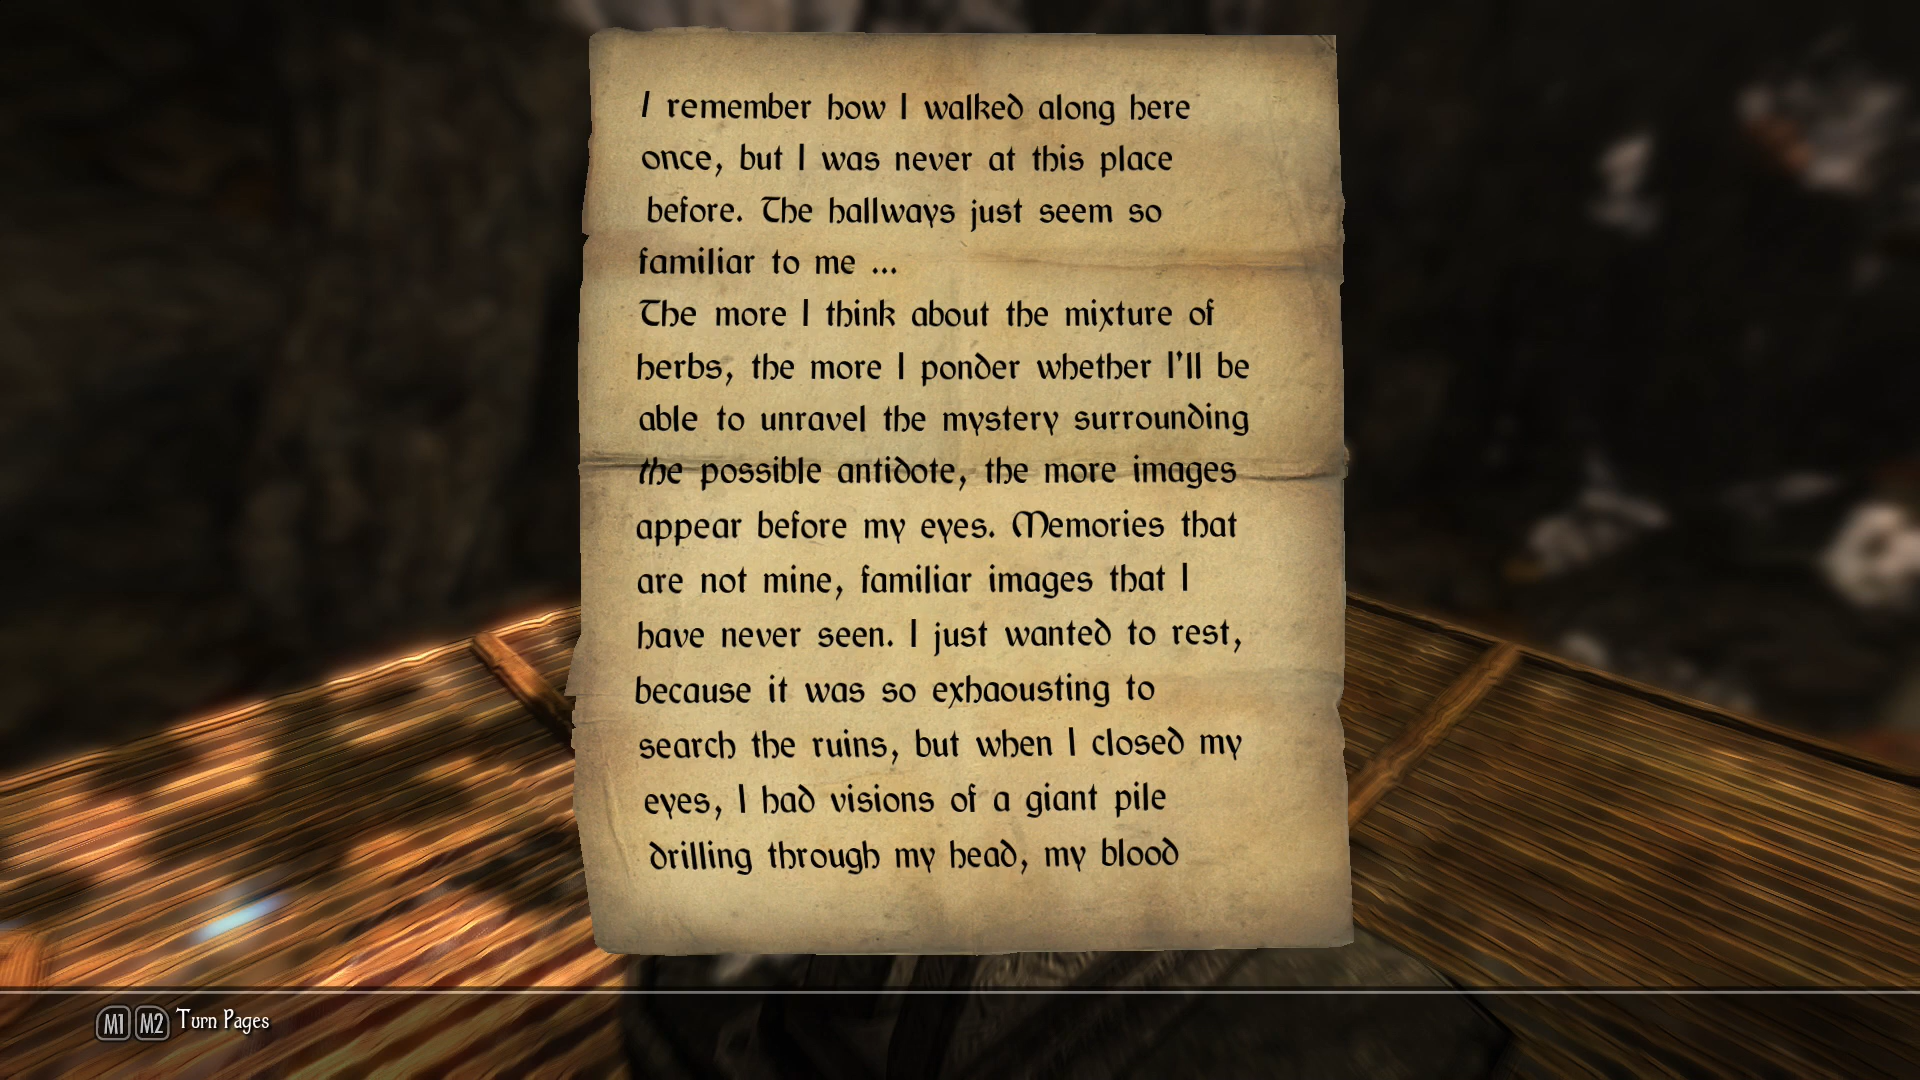 I remember how I walked along here
once, but I was never at this place
before. The hallways just seem so
familiar to me ...
The more I think about the mixture of
herbs, the more I ponder whether I'll be
able to unravel the mystery surrounding
the possible antidote, the more images
appear before my eyes. Memories that
are not mine, familiar images that I
have never seen. I just wanted to rest,
because it was so exhaousting to
search the ruins, but when I closed my
eyes, I had visions of a giant pile
drilling through my head, my blood
M1 M2 Turn Pages